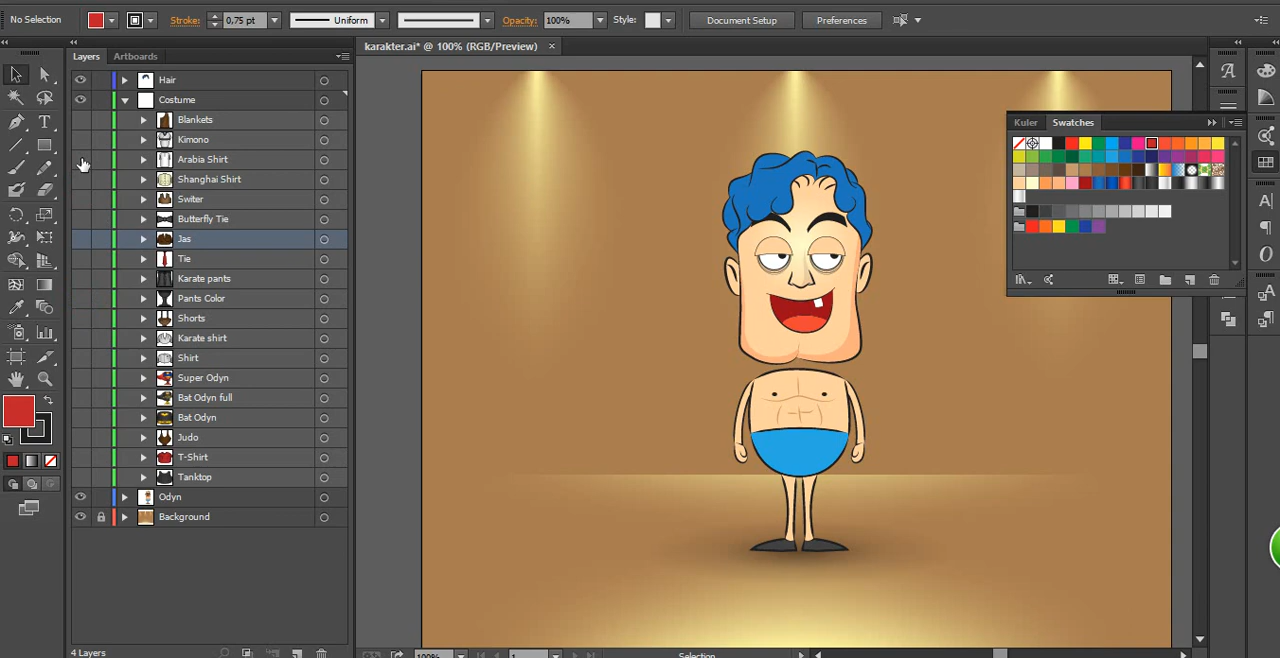 No Selection Stroke: 0,75 pt Uniform Opacity: 100% Style: Document Setup Preferences
Layers Artboards karakter.ai* @ 100% (RGB/Preview) ×
Hair
Costume
Blankets
Kimono
Arabia Shirt
Shanghai Shirt
Switer
Butterfly Tie
Jas
Tie
Karate pants
Pants Color
Shorts
Karate shirt
Shirt
Super Odyn
Bat Odyn full
Bat Odyn
Judo
T-Shirt
Tanktop
Odyn
Background
Kuler Swatches
4 Layers 100% 1 Selection